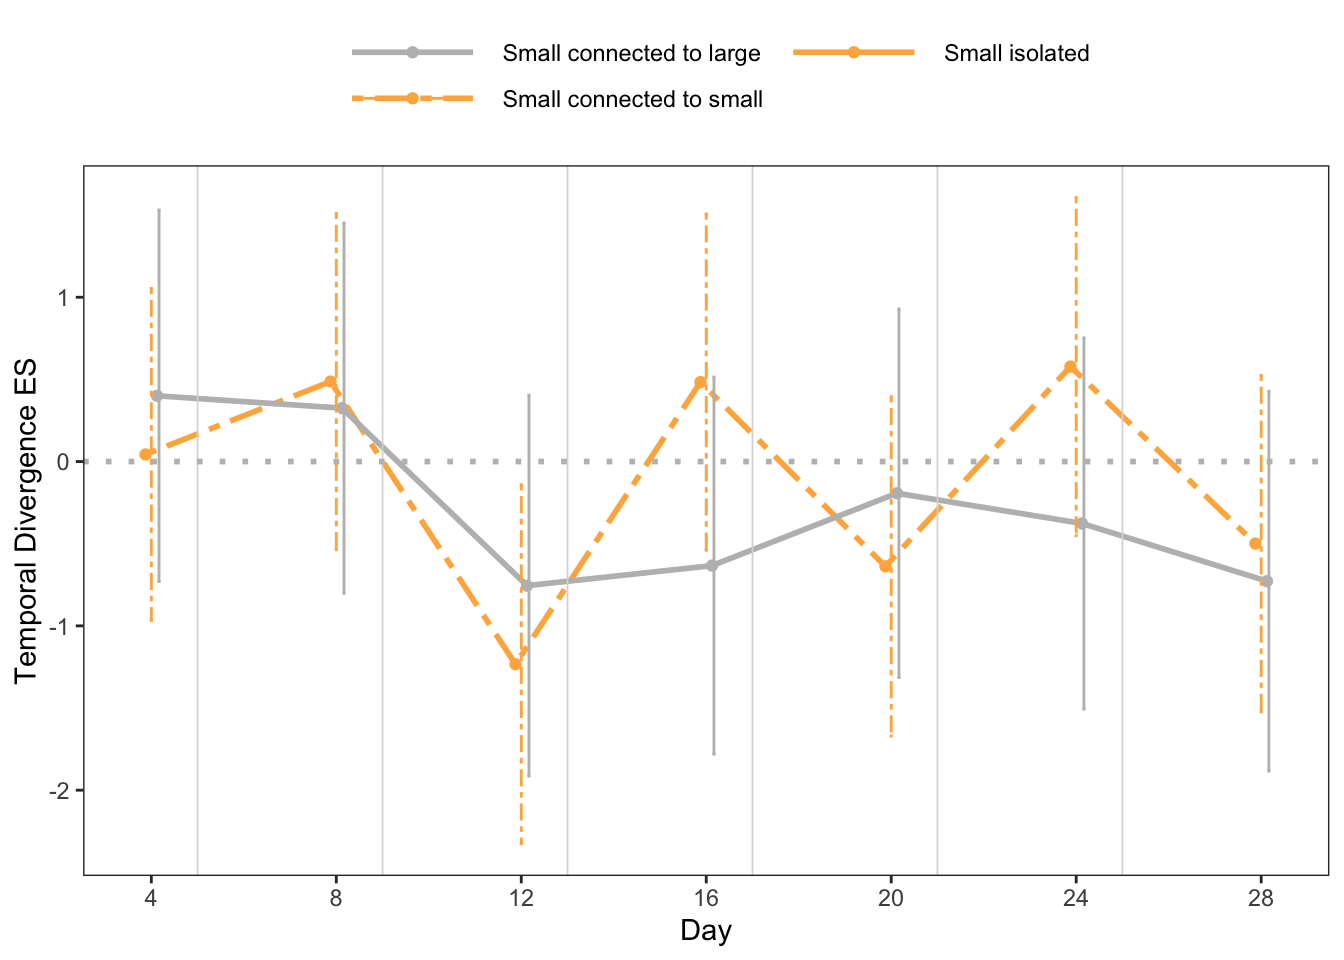 Small connected to large
Small isolated
Small connected to small
Temporal Divergence ES
1
0
-1
-2
4 8 12 16 20 24 28
Day